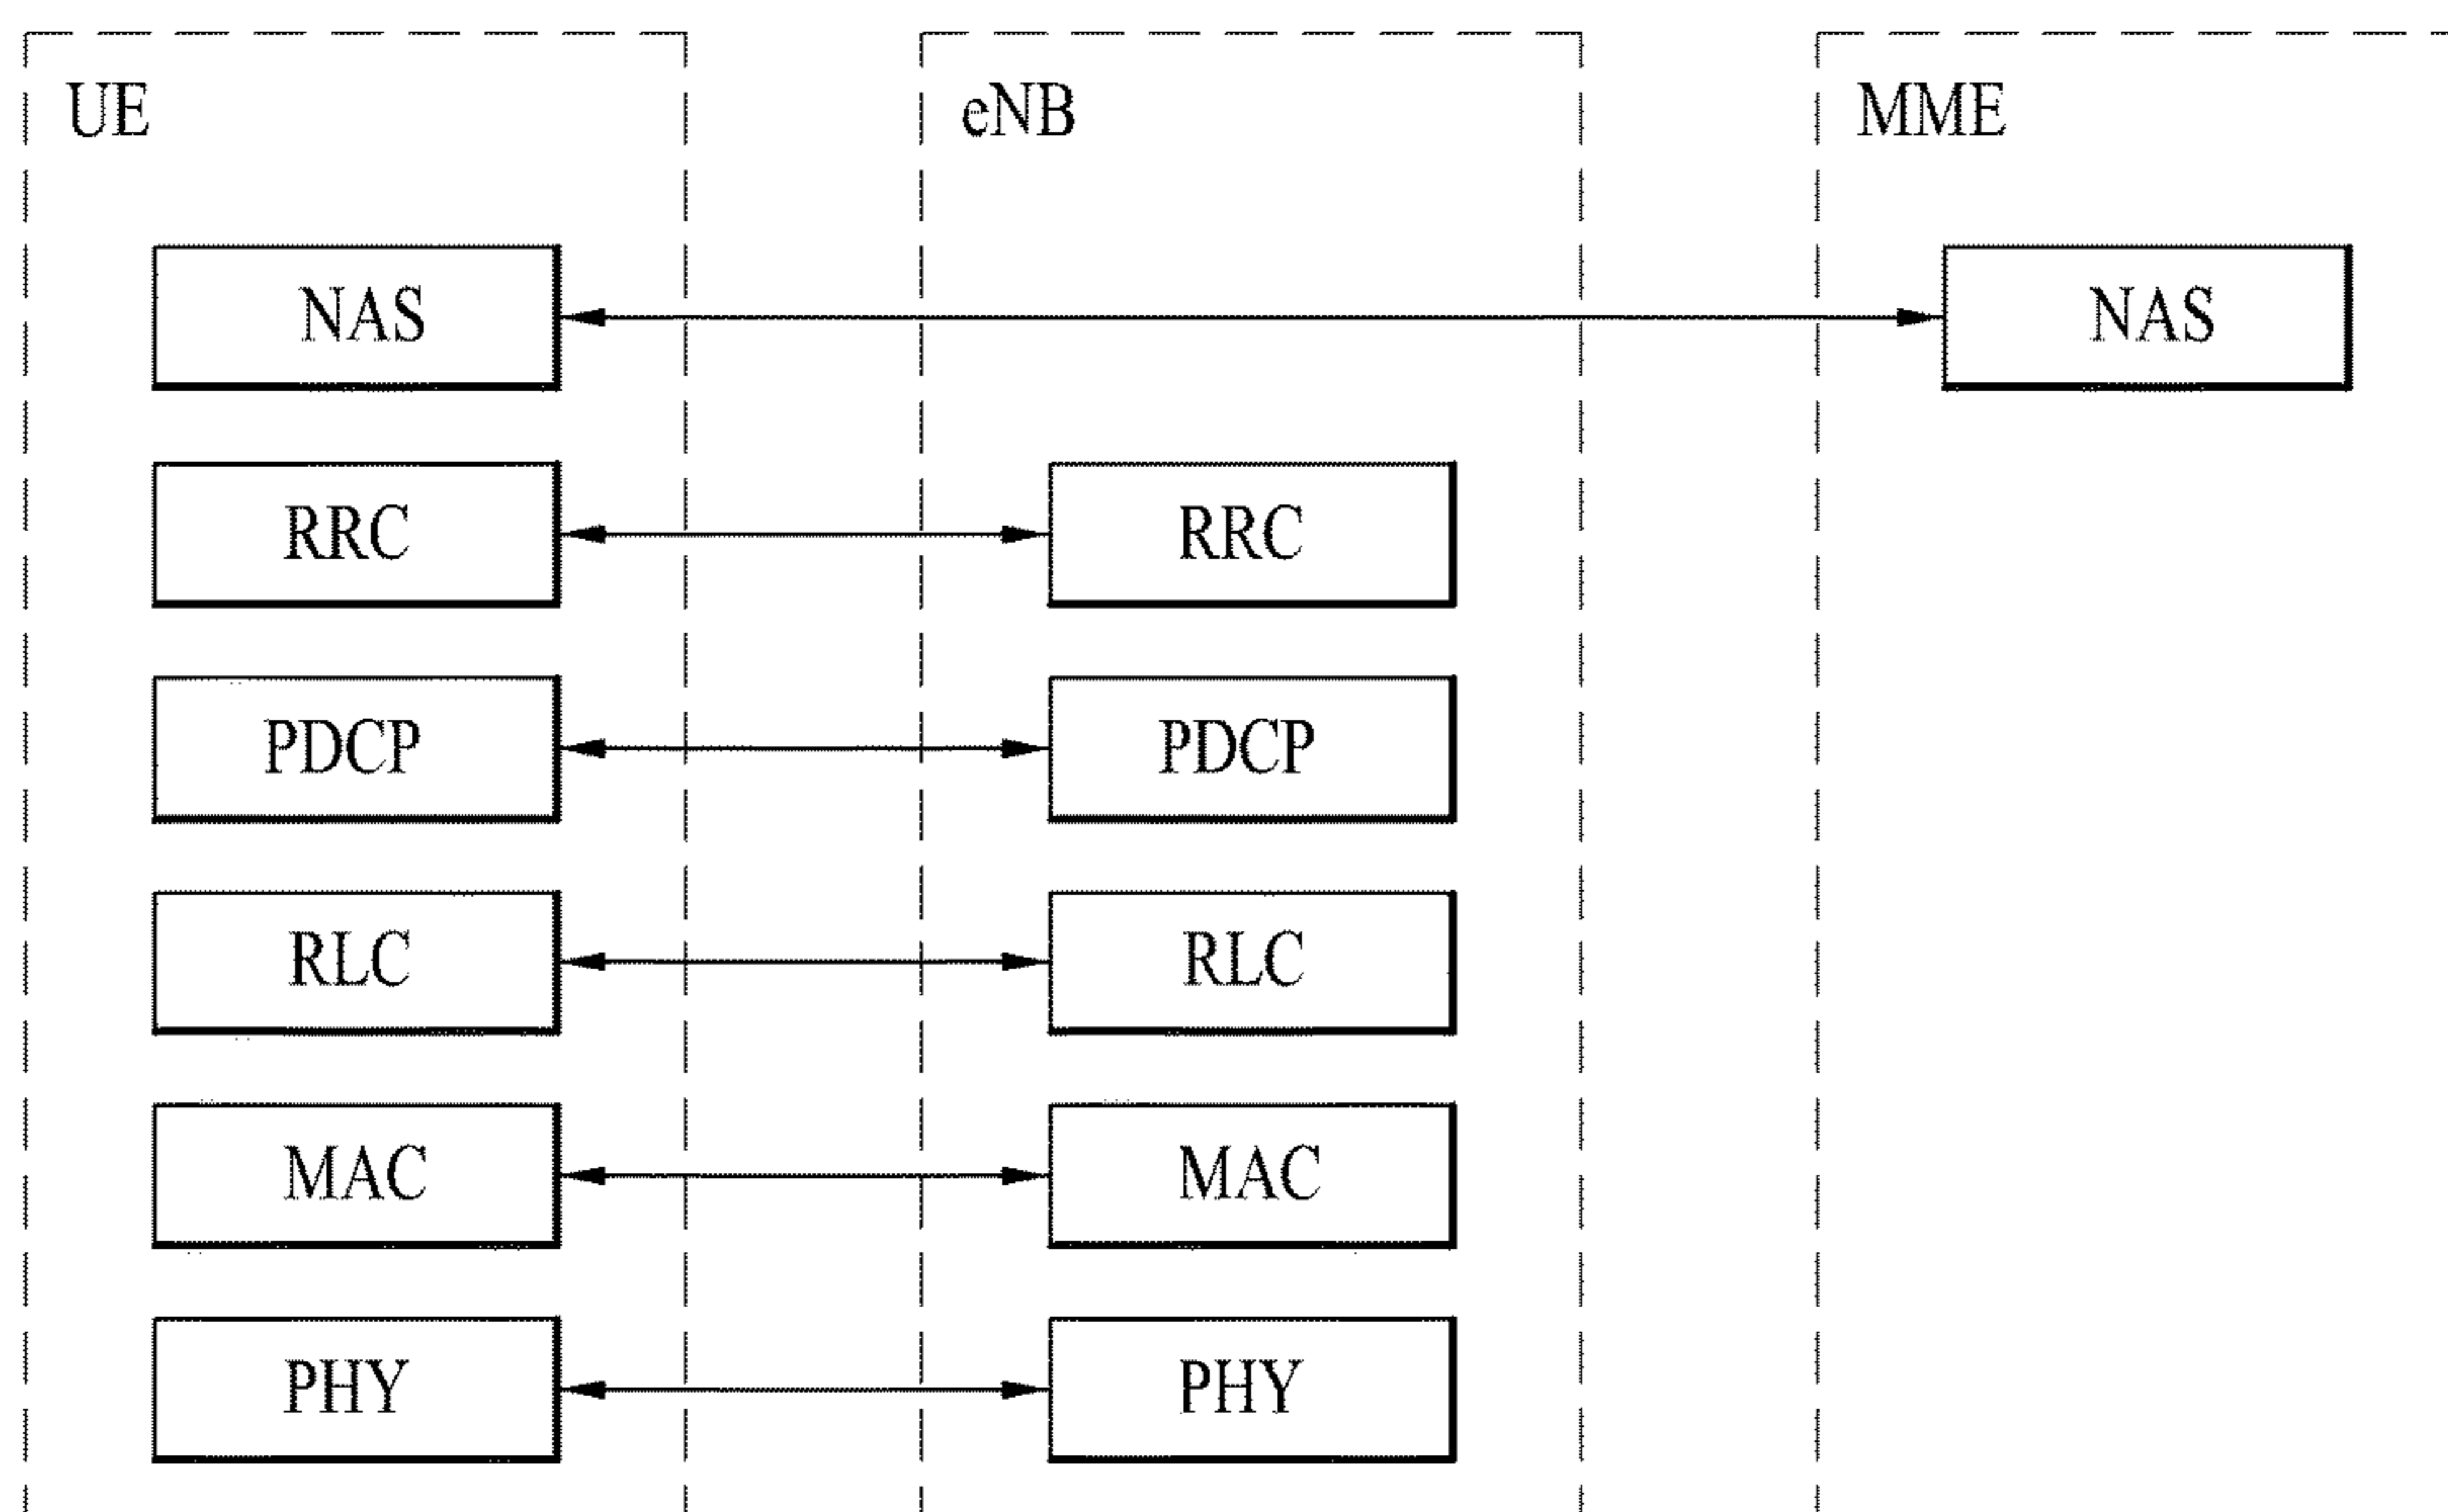 UE
eNB
MME
NAS
NAS
RRC
RRC
PDCP
PDCP
RLC
RLC
MAC
MAC
PHY
PHY